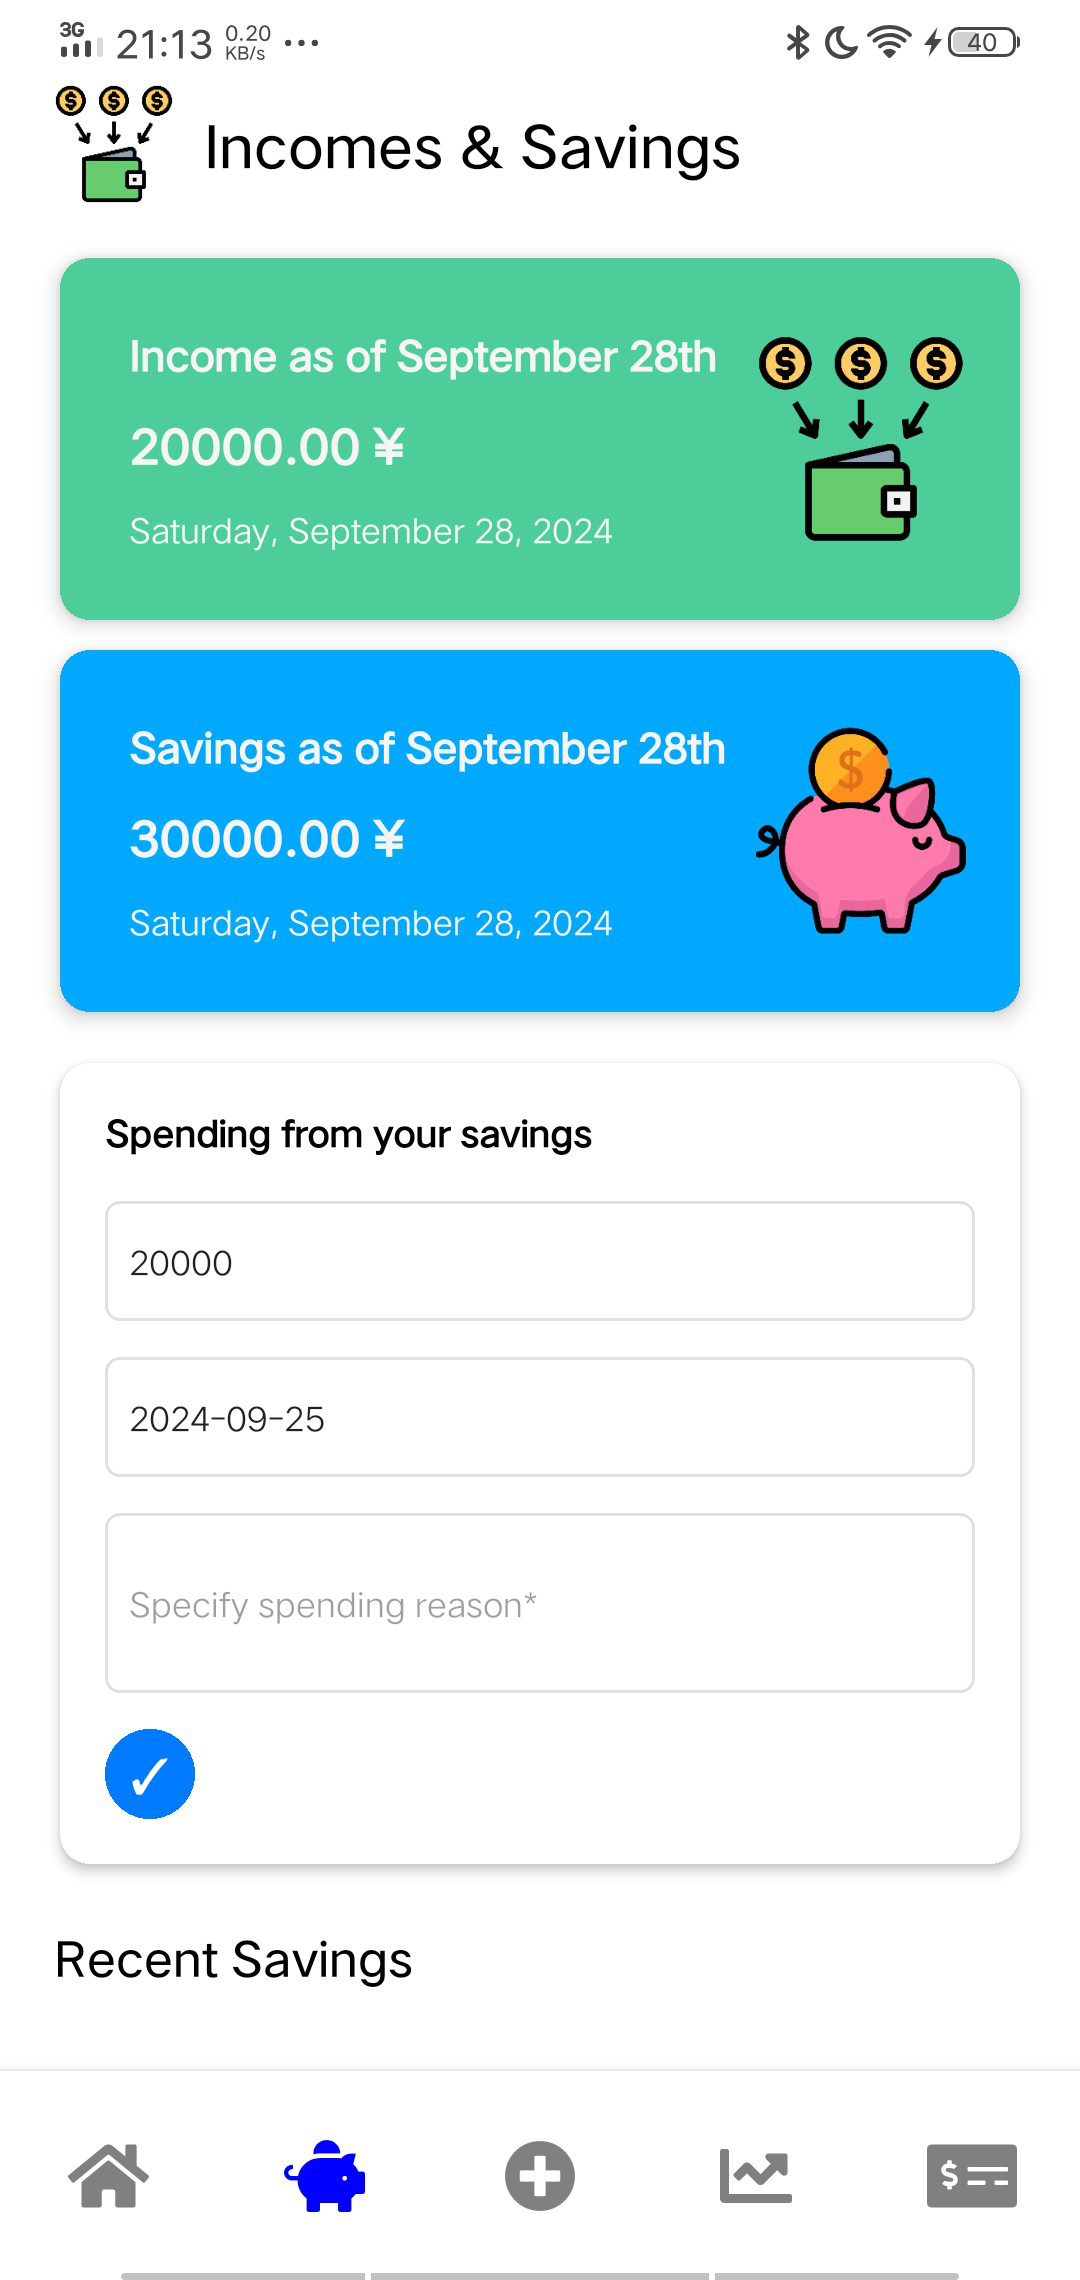 3G
21:13
0.20
KB/s
...
40
Incomes & Savings
Income as of September 28th
20000.00 ¥
Saturday, September 28, 2024
Savings as of September 28th
30000.00 ¥
Saturday, September 28, 2024
Spending from your savings
20000
2024-09-25
Specify spending reason*
✓
Recent Savings